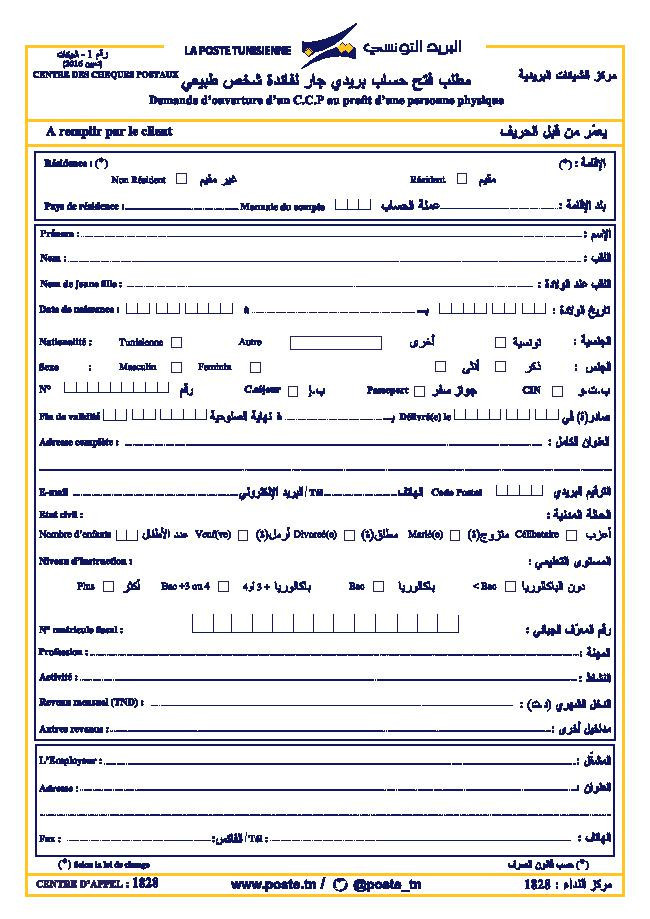 رقم 1 - الهيئات
(نسين 2016)
LA POSTE TUNISIENNE البريد التونسي
CENTRE DES CHEQUES POSTAUX مركز الشيكات البريدية
مطلب فتح حساب بريدي جار لفائدة شخص طبيعي
Demande d'ouverture d'un C.C.P au profit d'une personne physique
A remplir par le client يعمّر من قبل الحريف
Résidence : (*) الإقامة : (*)
Non Résident غير مقيم Résident مقيم
Pays de résidence : Monnaie du compte عملة الحساب بلد الإقامة :
Prénom : الإسم :
Nom : اللقب :
Nom de jeune fille : اللقب عند الولادة :
Date de naissance : à بـ تاريخ الولادة :
Nationalité : Tunisienne Autre أخرى تونسية الجنسية :
Sexe : Masculin Feminin أنثى ذكر الجنس :
N° رقم C.séjour ب.إ Passeport جواز سفر CIN ب.ت.و
Fin de validité نهاية الصلوحية à بـ Délivré(e) le صادر(ة) في
Adresse complète : العنوان الكامل :
E-mail البريد الإلكتروني / Tél الهاتف Code Postal الترقيم البريدي
Etat civil : الحالة المدنية :
Nombre d'enfants عدد الأطفال Veuf(ve) أرمل(ة) Divorcé(e) مطلق(ة) Marié(e) متزوج(ة) Célibataire أعزب
Niveau d'instruction : المستوى التعليمي :
Plus أكثر Bac +3 ou 4 باكالوريا + 3 أو 4 Bac باكالوريا < Bac دون الباكالوريا
N° matricule fiscal : رقم المعرّف الجبائي :
Profession : المهنة :
Activité : النشاط :
Revenu mensuel (TND) : الدخل الشهري (د.ت) :
Autres revenus : مداخيل أخرى :
L'Employeur : المشغّل :
Adresse : العنوان :
Fax : الفاكس: / Tél : الهاتف :
(*) Selon la loi de change (*) حسب قانون الصرف
CENTRE D'APPEL : 1828 www.poste.tn / @poste_tn مركز النداء : 1828